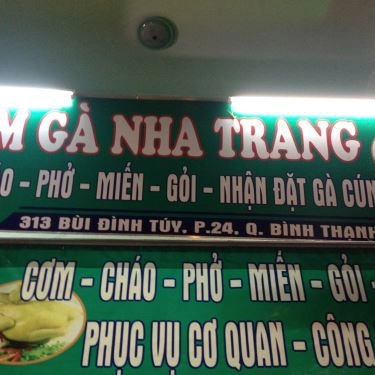 M GÀ NHA TRANG
ÁO - PHỞ - MIẾN - GỎI - NHẬN ĐẶT GÀ CÚN
313 BÙI ĐÌNH TÚY, P.24, Q. BÌNH THẠNH
CƠM - CHÁO - PHỞ - MIẾN - GỎI -
PHỤC VỤ CƠ QUAN - CÔNG